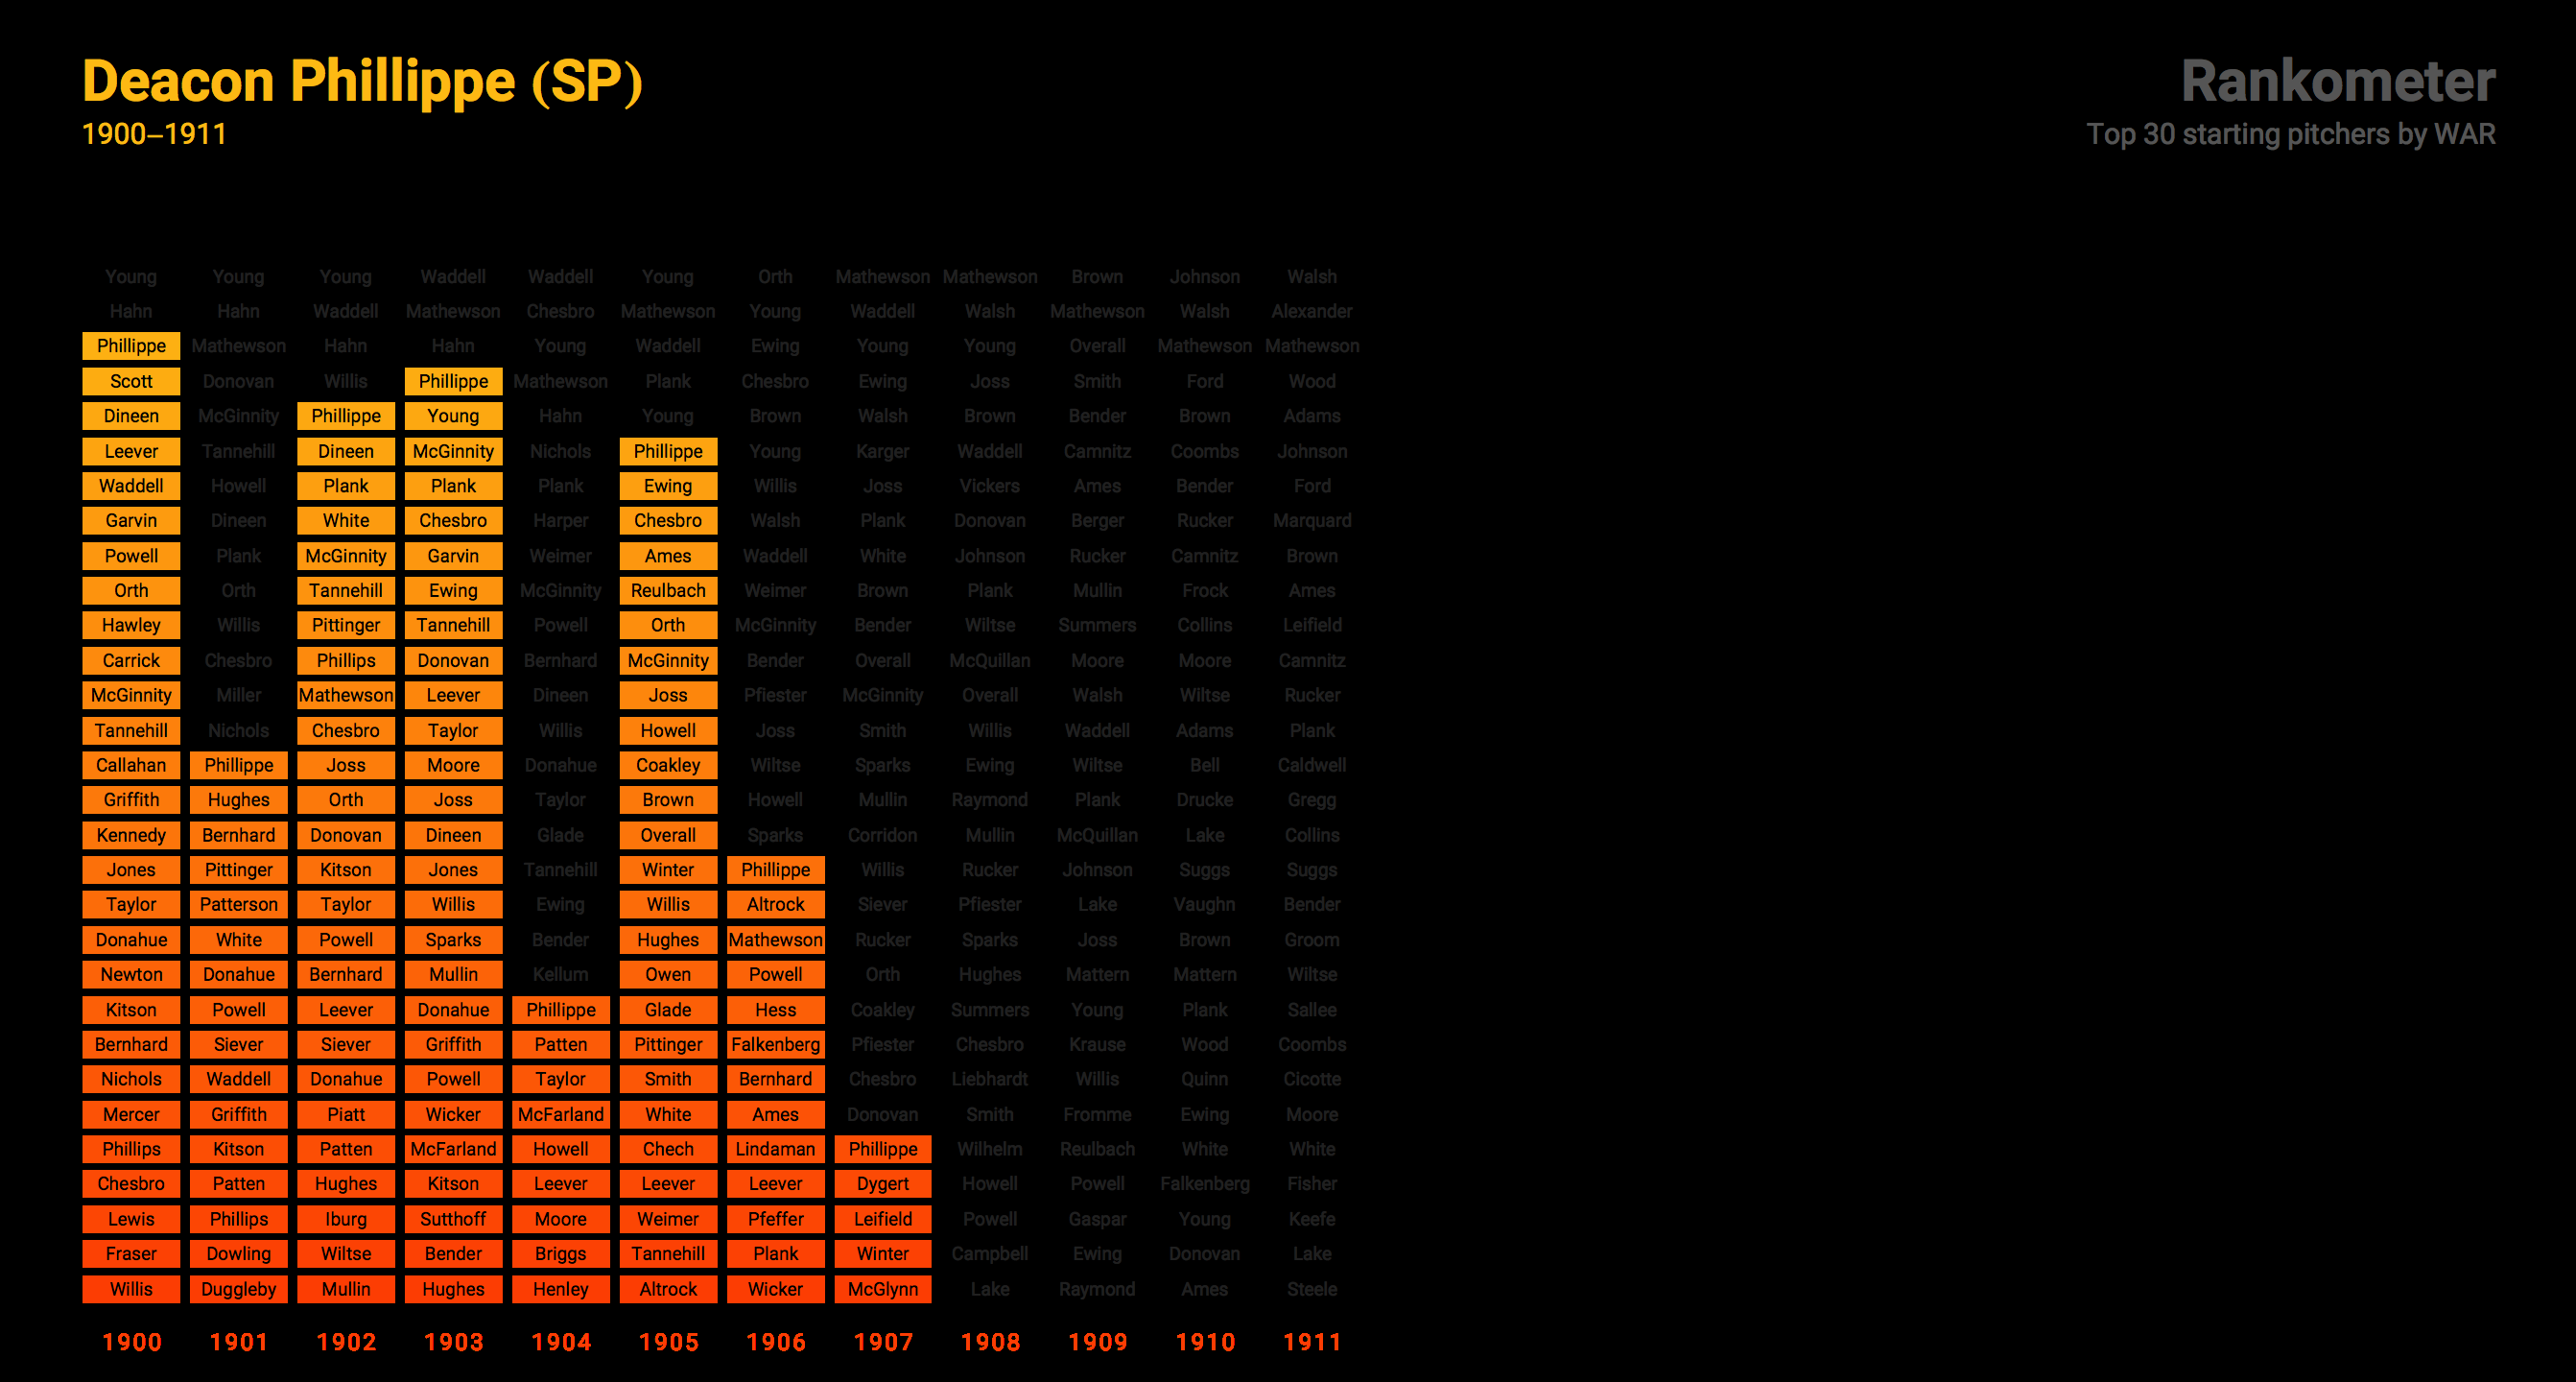 Deacon Phillippe (SP)
1900–1911
Rankometer
Top 30 starting pitchers by WAR
Young Young Young Waddell Waddell Young Orth Mathewson Mathewson Brown Johnson Walsh
Hahn Hahn Waddell Mathewson Chesbro Mathewson Young Waddell Walsh Mathewson Walsh Alexander
Phillippe Mathewson Hahn Hahn Young Waddell Ewing Young Young Overall Mathewson Mathewson
Scott Donovan Willis Phillippe Mathewson Plank Chesbro Ewing Joss Smith Ford Wood
Dineen McGinnity Phillippe Young Hahn Young Brown Walsh Brown Bender Brown Adams
Leever Tannehill Dineen McGinnity Nichols Phillippe Young Karger Waddell Camnitz Coombs Johnson
Waddell Howell Plank Plank Plank Ewing Willis Joss Vickers Ames Bender Ford
Garvin Dineen White Chesbro Harper Chesbro Walsh Plank Donovan Berger Rucker Marquard
Powell Plank McGinnity Garvin Weimer Ames Waddell White Johnson Rucker Camnitz Brown
Orth Orth Tannehill Ewing McGinnity Reulbach Weimer Brown Plank Mullin Frock Ames
Hawley Willis Pittinger Tannehill Powell Orth McGinnity Bender Wiltse Summers Collins Leifield
Carrick Chesbro Phillips Donovan Bernhard McGinnity Bender Overall McQuillan Moore Moore Camnitz
McGinnity Miller Mathewson Leever Dineen Joss Pfiester McGinnity Overall Walsh Wiltse Rucker
Tannehill Nichols Chesbro Taylor Willis Howell Joss Smith Willis Waddell Adams Plank
Callahan Phillippe Joss Moore Donahue Coakley Wiltse Sparks Ewing Wiltse Bell Caldwell
Griffith Hughes Orth Joss Taylor Brown Howell Mullin Raymond Plank Drucke Gregg
Kennedy Bernhard Donovan Dineen Glade Overall Sparks Corridon Mullin McQuillan Lake Collins
Jones Pittinger Kitson Jones Tannehill Winter Phillippe Willis Rucker Johnson Suggs Suggs
Taylor Patterson Taylor Willis Ewing Willis Altrock Siever Pfiester Lake Vaughn Bender
Donahue White Powell Sparks Bender Hughes Mathewson Rucker Sparks Joss Brown Groom
Newton Donahue Bernhard Mullin Kellum Owen Powell Orth Hughes Mattern Mattern Wiltse
Kitson Powell Leever Donahue Phillippe Glade Hess Coakley Summers Young Plank Sallee
Bernhard Siever Siever Griffith Patten Pittinger Falkenberg Pfiester Chesbro Krause Wood Coombs
Nichols Waddell Donahue Powell Taylor Smith Bernhard Chesbro Liebhardt Willis Quinn Cicotte
Mercer Griffith Piatt Wicker McFarland White Ames Donovan Smith Fromme Ewing Moore
Phillips Kitson Patten McFarland Howell Chech Lindaman Phillippe Wilhelm Reulbach White White
Chesbro Patten Hughes Kitson Leever Leever Leever Dygert Howell Powell Falkenberg Fisher
Lewis Phillips Iburg Sutthoff Moore Weimer Pfeffer Leifield Powell Gaspar Young Keefe
Fraser Dowling Wiltse Bender Briggs Tannehill Plank Winter Campbell Ewing Donovan Lake
Willis Duggleby Mullin Hughes Henley Altrock Wicker McGlynn Lake Raymond Ames Steele
1900 1901 1902 1903 1904 1905 1906 1907 1908 1909 1910 1911